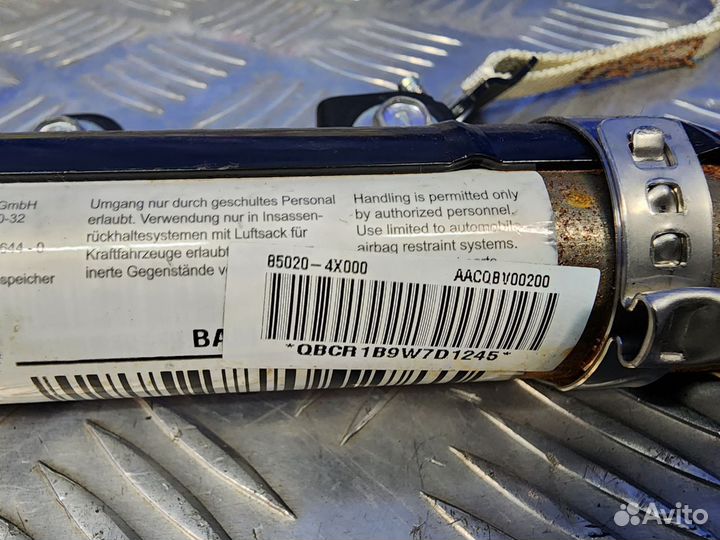 GmbH
0-32
644 - 0
speicher
Umgang nur durch geschultes Personal
erlaubt. Verwendung nur in Insassen-
rückhaltesystemen mit Luftsack für
Kraftfahrzeuge erlaubt
inerte Gegenstände
Handling is permitted only
by authorized personnel.
Use limited to automobile
airbag restraint systems.
85020-4X000
AACQBV00200
*QBCR1B9W7D1245*
BA
Avito